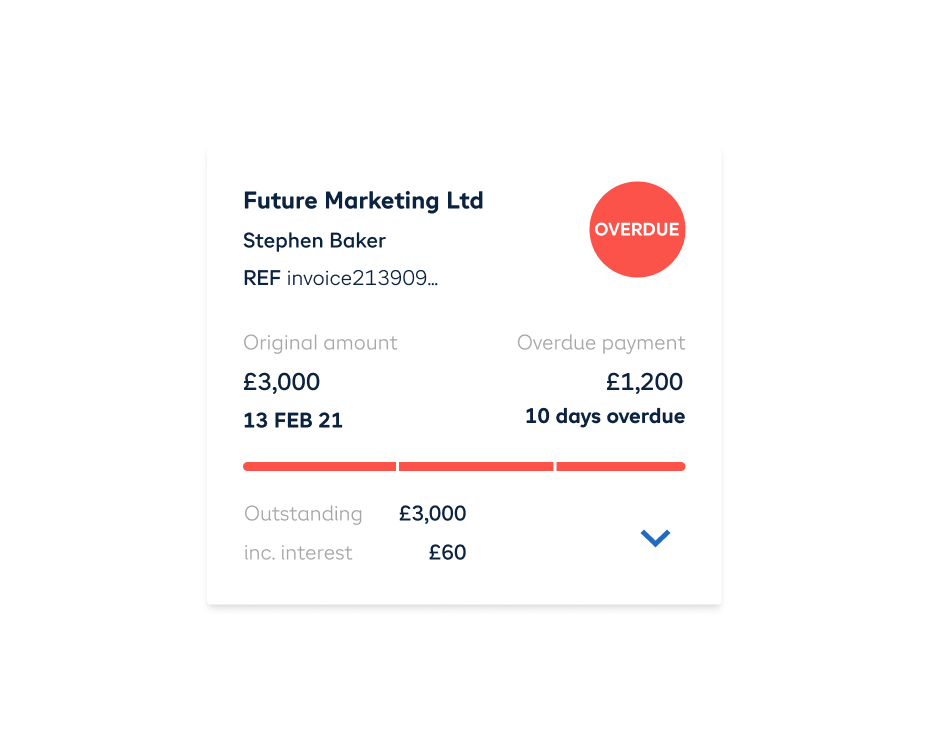 Future Marketing Ltd
OVERDUE
Stephen Baker
REF invoice213909...
Original amount
Overdue payment
£3,000
£1,200
13 FEB 21
10 days overdue
Outstanding £3,000
inc. interest £60